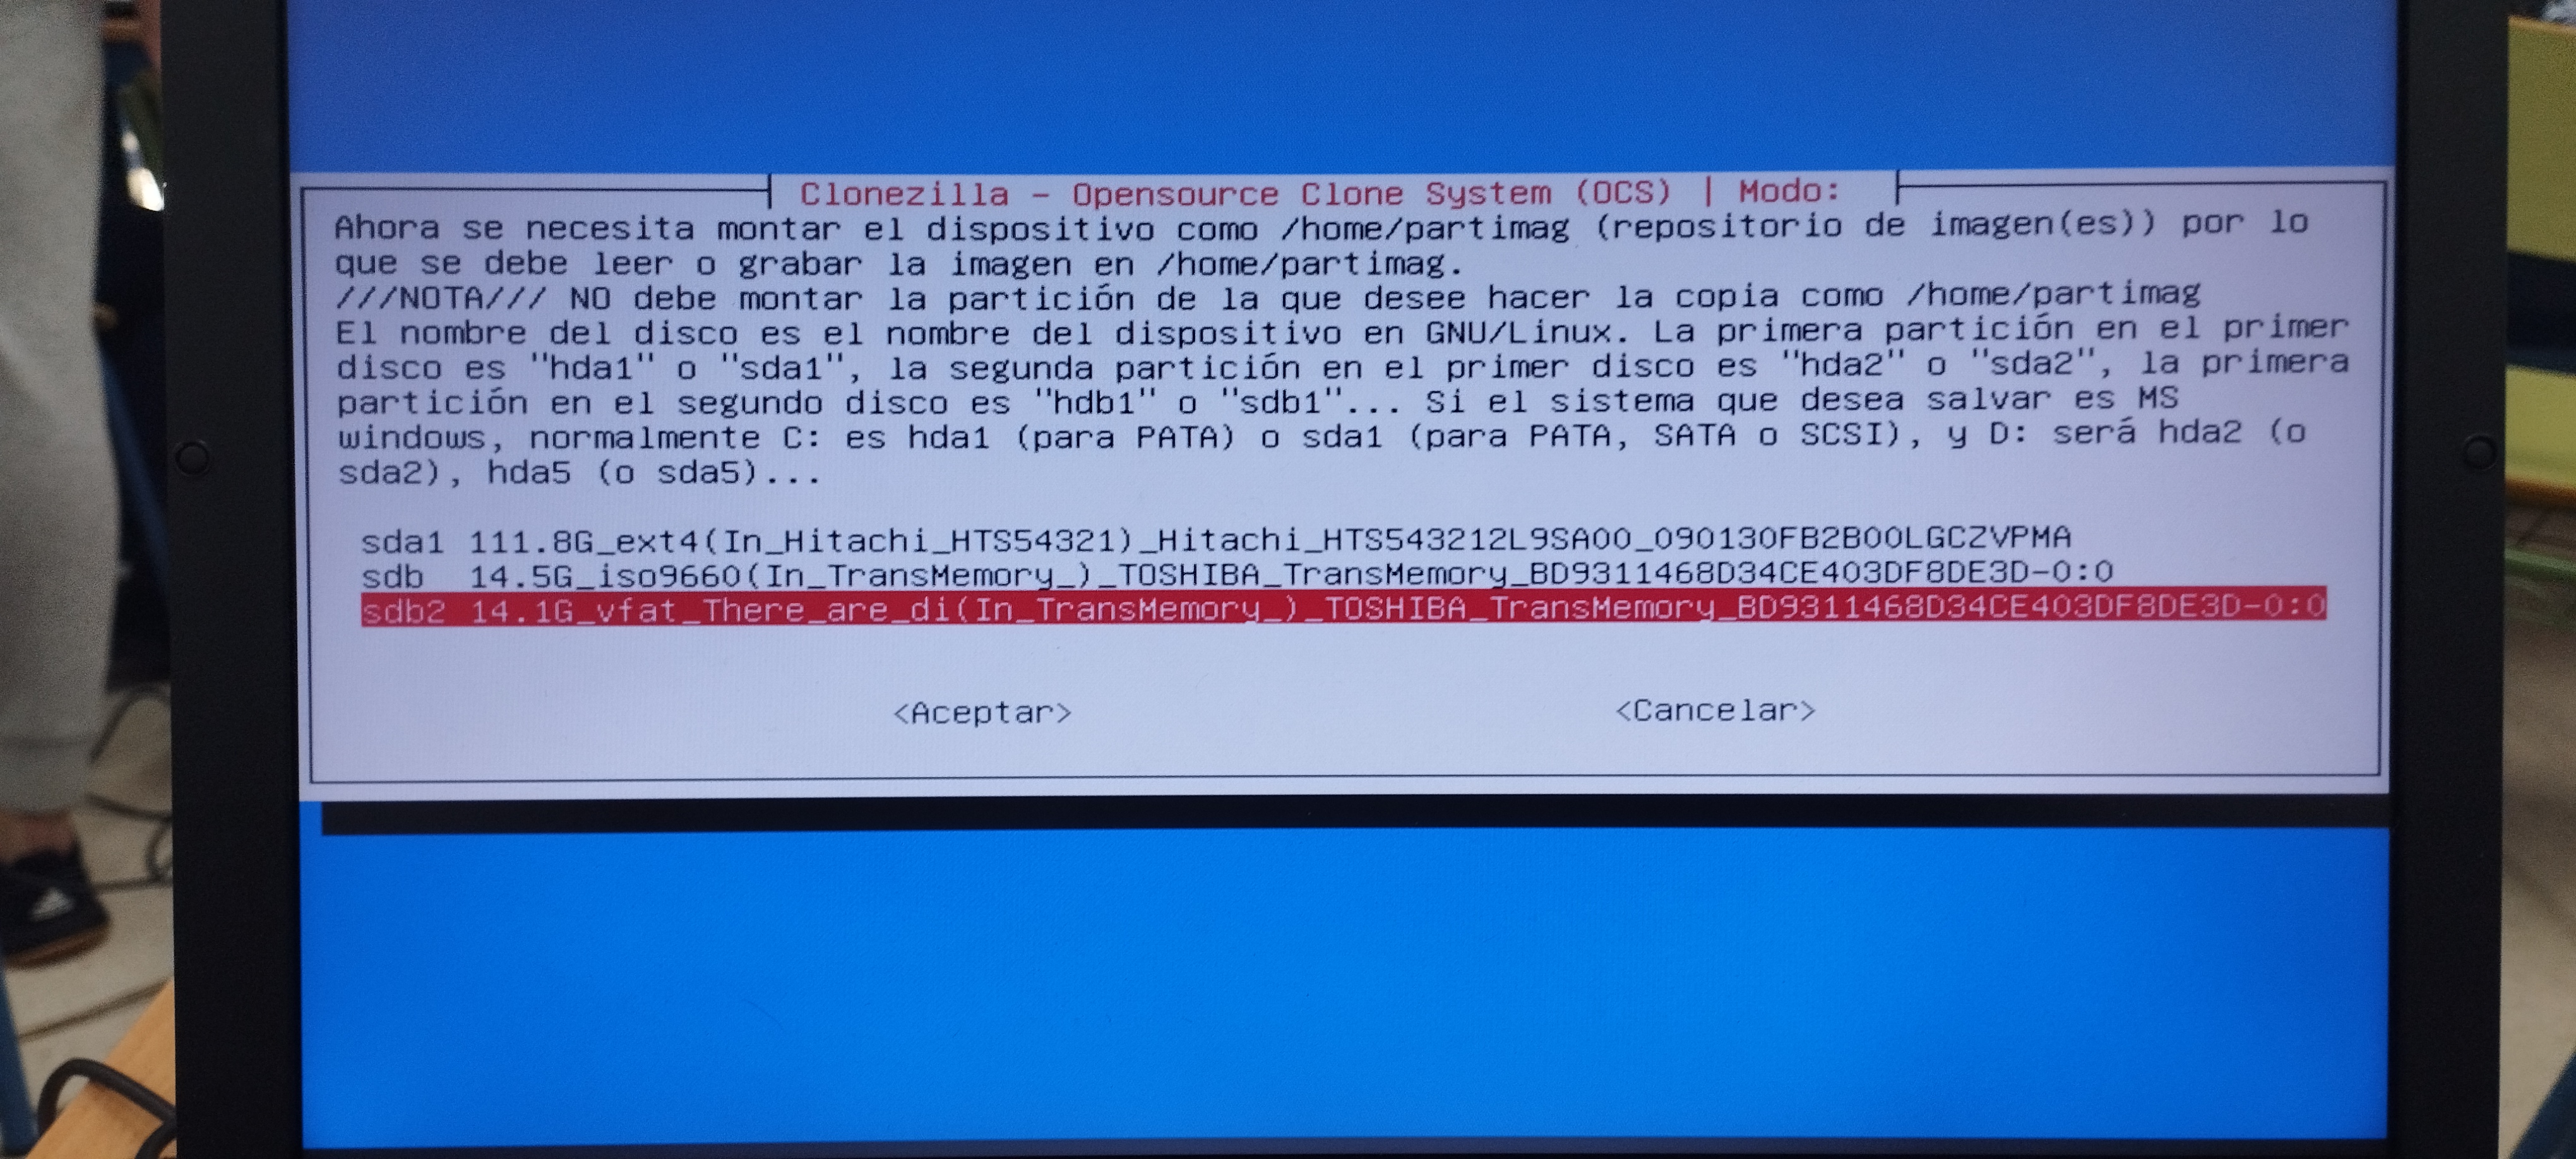 Clonezilla - Opensource Clone System (OCS) | Modo:
Ahora se necesita montar el dispositivo como /home/partimag (repositorio de imagen(es)) por lo
que se debe leer o grabar la imagen en /home/partimag.
///NOTA/// NO debe montar la partición de la que desee hacer la copia como /home/partimag
El nombre del disco es el nombre del dispositivo en GNU/Linux. La primera partición en el primer
disco es "hda1" o "sda1", la segunda partición en el primer disco es "hda2" o "sda2", la primera
partición en el segundo disco es "hdb1" o "sdb1"... Si el sistema que desea salvar es MS
windows, normalmente C: es hda1 (para PATA) o sda1 (para PATA, SATA o SCSI), y D: será hda2 (o
sda2), hda5 (o sda5)...
sda1 111.8G_ext4(In_Hitachi_HTS54321)_Hitachi_HTS543212L9SA00_090130FB2B00LGCZVPMA
sdb 14.5G_iso9660(In_TransMemory_)_TOSHIBA_TransMemory_BD9311468D34CE403DF8DE3D-0:0
sdb2 14.1G_vfat_There_are_di(In_TransMemory_)_TOSHIBA_TransMemory_BD9311468D34CE403DF8DE3D-0:0
<Aceptar> <Cancelar>